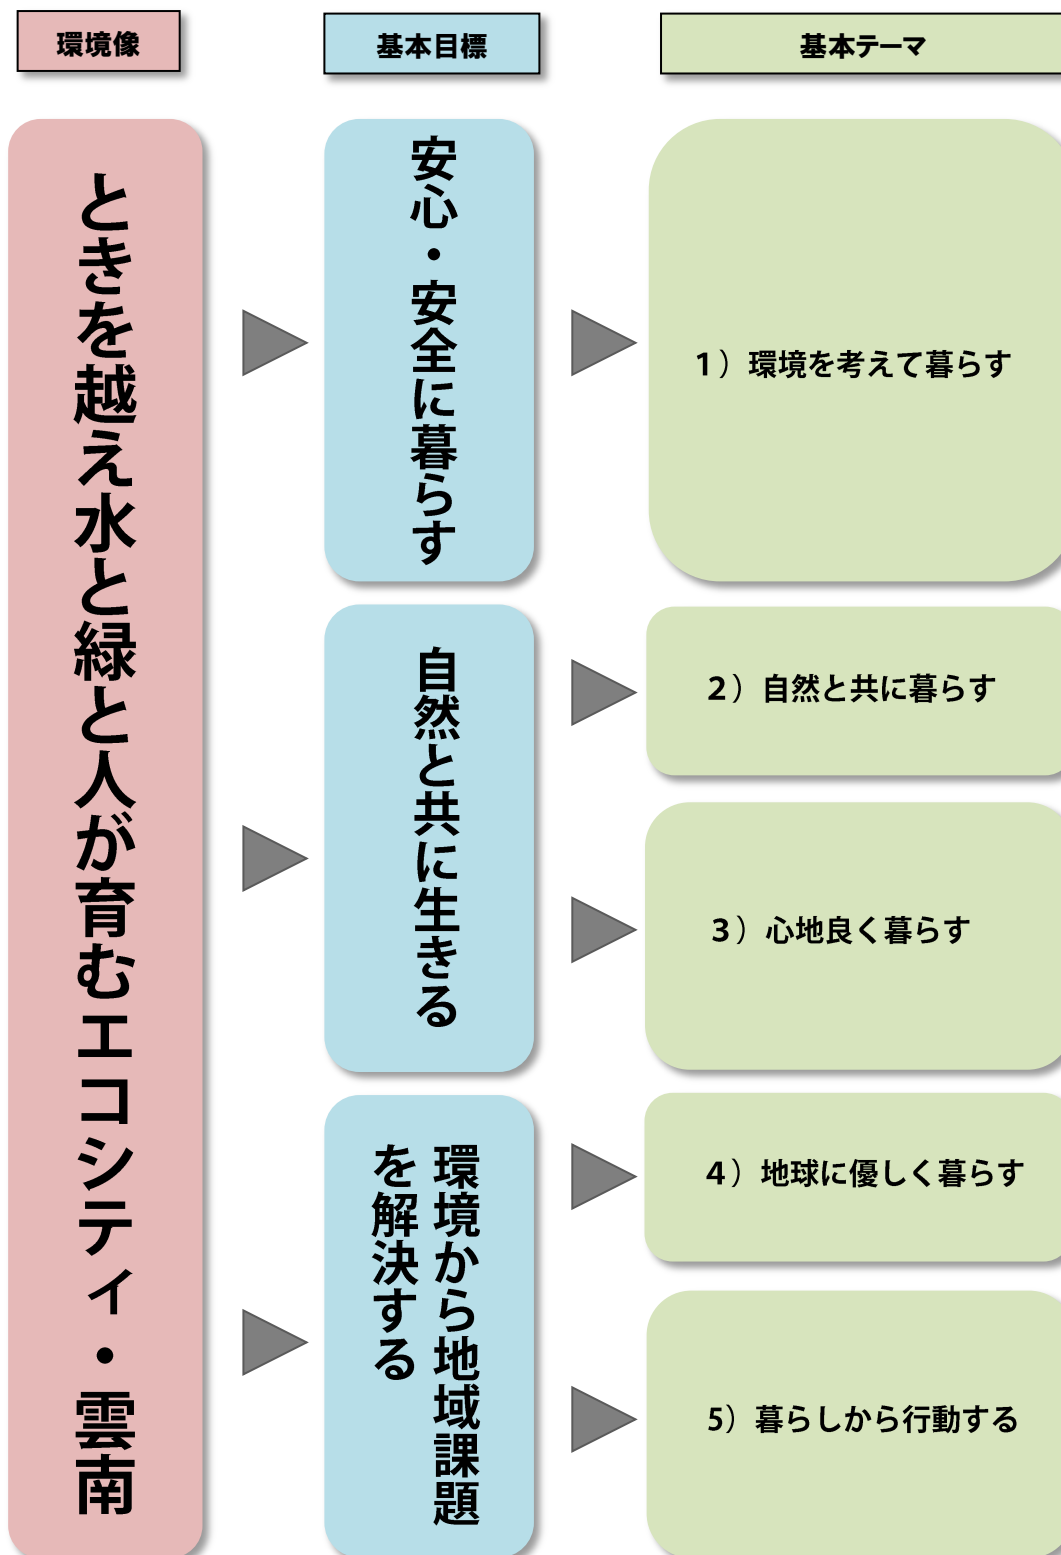 環境像
基本目標
基本テーマ
ときを越え水と緑と人が育むエコシティ・雲南
安心・安全に暮らす
1）環境を考えて暮らす
自然と共に生きる
2）自然と共に暮らす
3）心地良く暮らす
環境から地域課題
を解決する
4）地球に優しく暮らす
5）暮らしから行動する